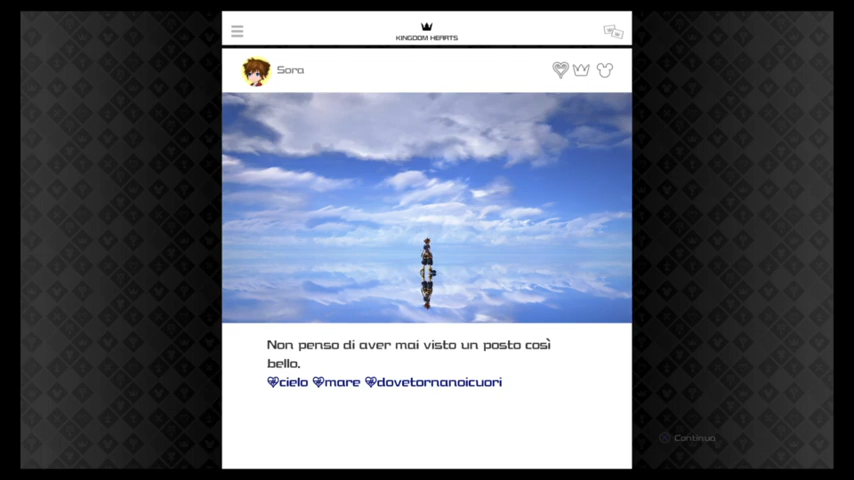 KINGDOM HEARTS
Sora
Non penso di aver mai visto un posto così
bello.
cielo mare dovetornanoicuori
Continua